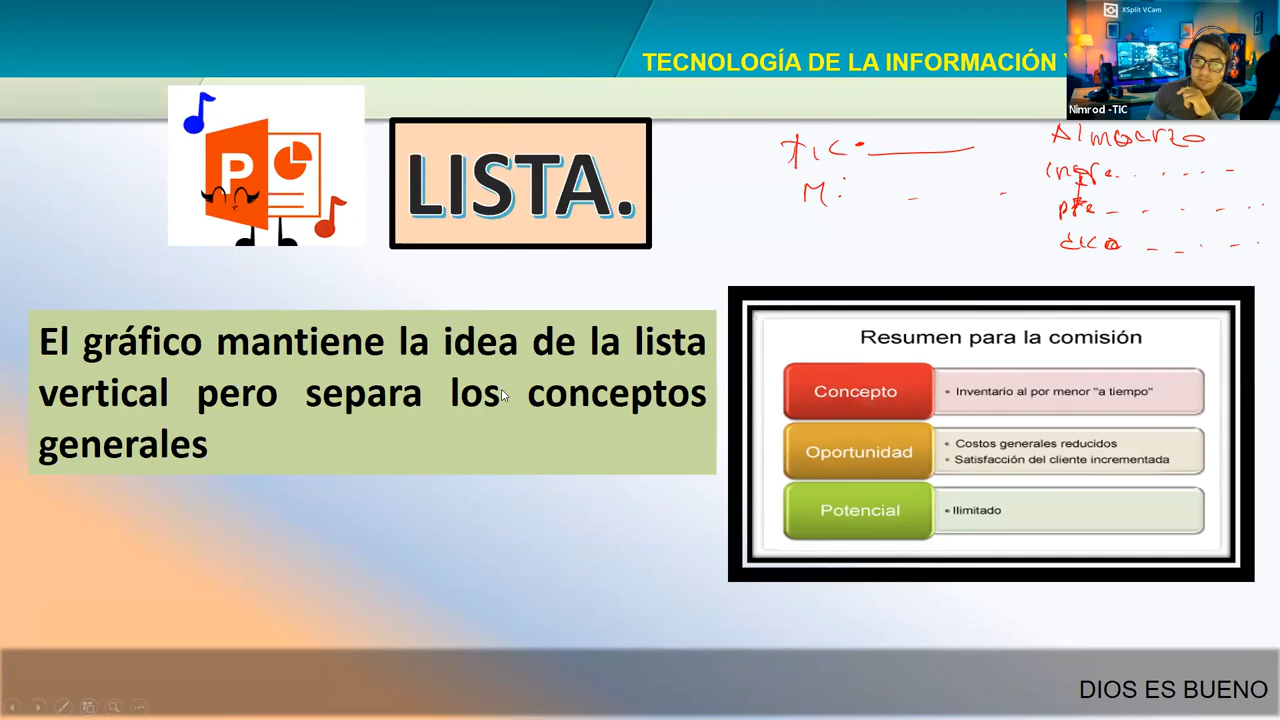 XSplit VCam
TECNOLOGÍA DE LA INFORMACIÓN
Nimrod -TIC
P
LISTA.
TIC
M:
Almuerzo
El gráfico mantiene la idea de la lista
vertical pero separa los conceptos
generales
Resumen para la comisión
Concepto
• Inventario al por menor "a tiempo"
Oportunidad
• Costos generales reducidos
• Satisfacción del cliente incrementada
Potencial
• Ilimitado
DIOS ES BUENO